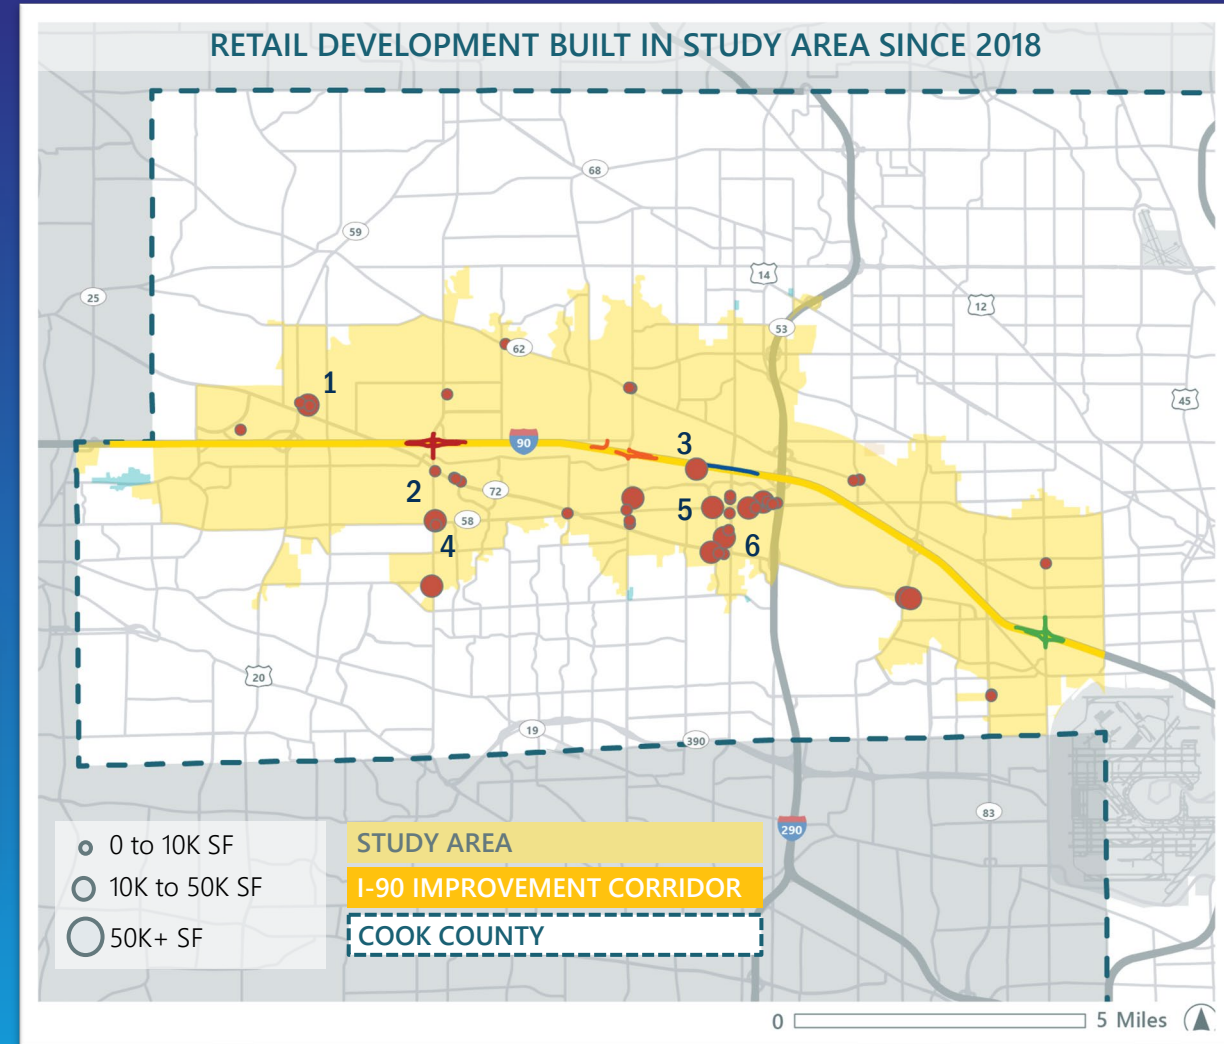 RETAIL DEVELOPMENT BUILT IN STUDY AREA SINCE 2018
68
59
14
25
12
53
62
1
45
90
3
2
72
5
58
4
6
20
19
390
83
290
0 to 10K SF
10K to 50K SF
50K+ SF
STUDY AREA
I-90 IMPROVEMENT CORRIDOR
COOK COUNTY
0 5 Miles